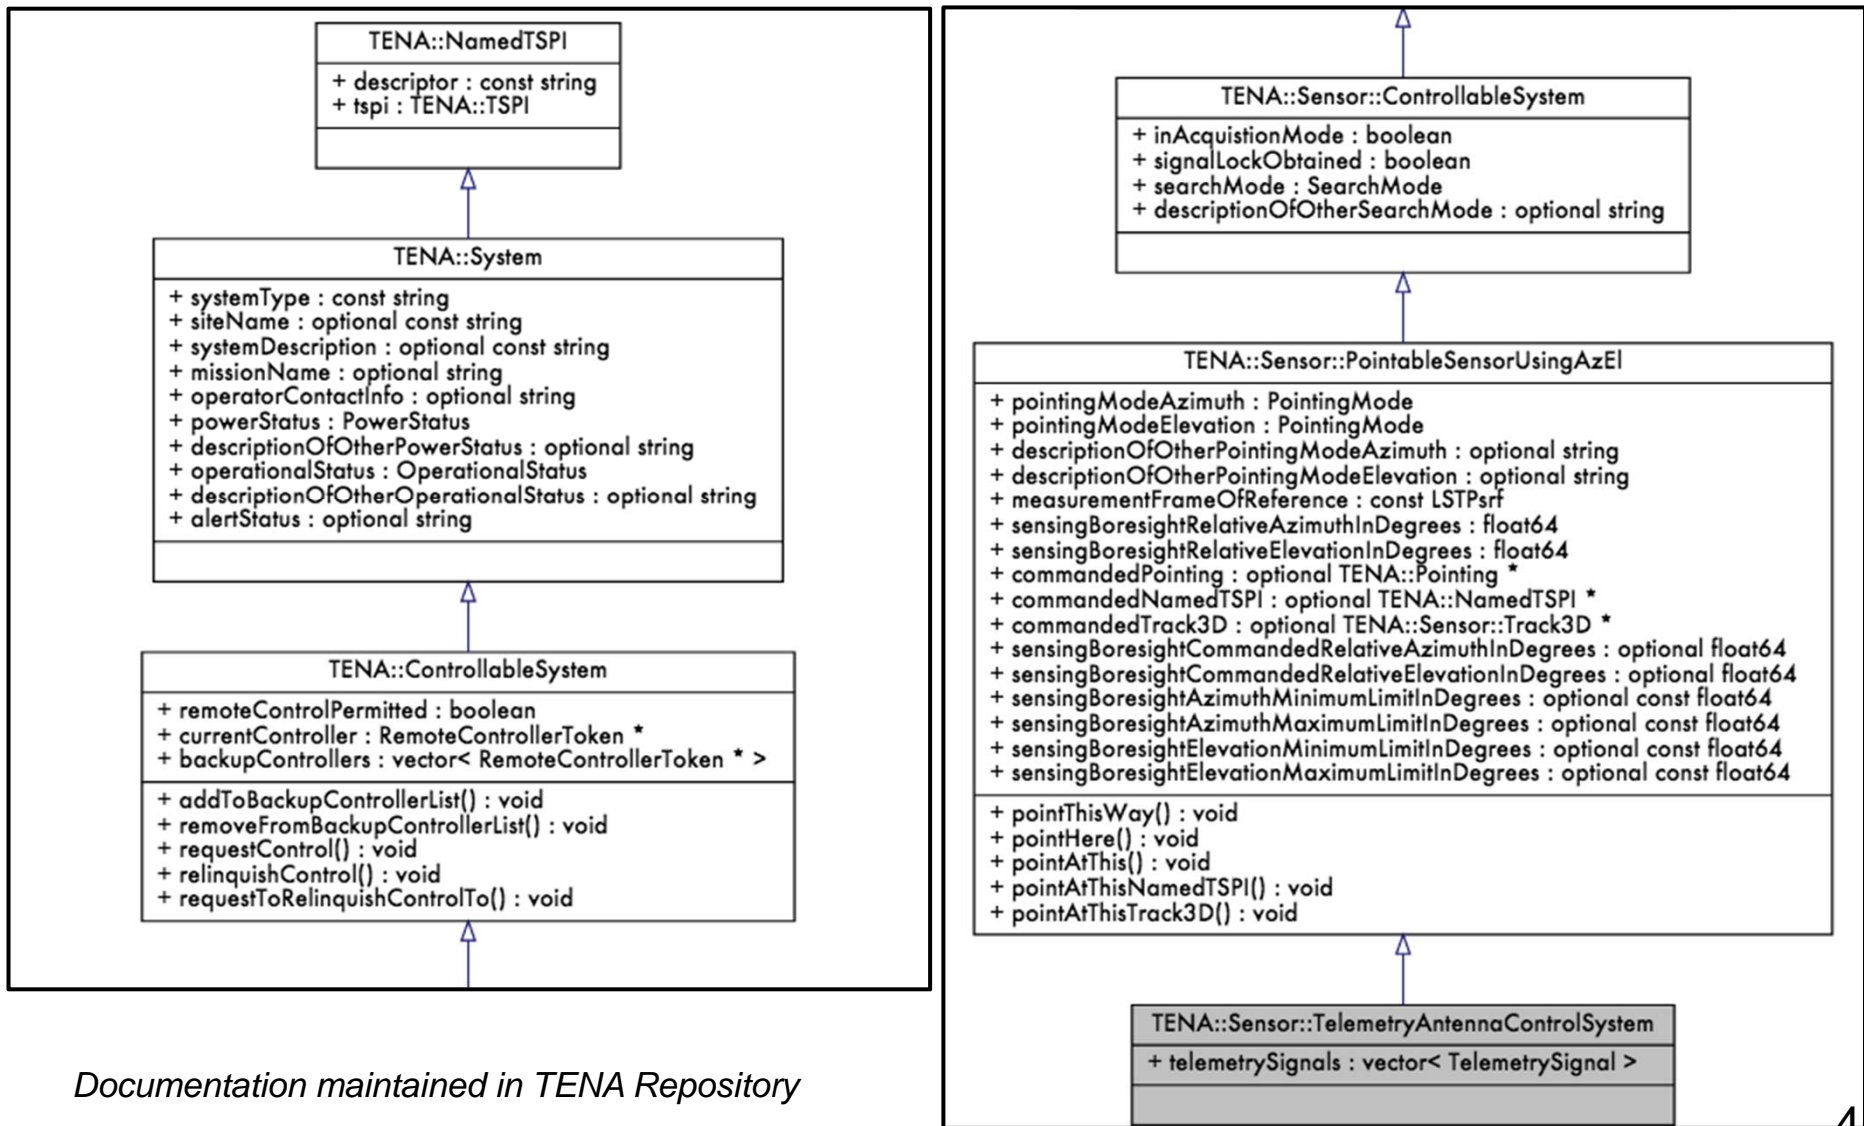 TENA::NamedTSPI
+ descriptor : const string
+ tspi : TENA::TSPI
TENA::System
+ systemType : const string
+ siteName : optional const string
+ systemDescription : optional const string
+ missionName : optional string
+ operatorContactInfo : optional string
+ powerStatus : PowerStatus
+ descriptionOfOtherPowerStatus : optional string
+ operationalStatus : OperationalStatus
+ descriptionOfOtherOperationalStatus : optional string
+ alertStatus : optional string
TENA::ControllableSystem
+ remoteControlPermitted : boolean
+ currentController : RemoteControllerToken *
+ backupControllers : vector< RemoteControllerToken * >
+ addToBackupControllerList() : void
+ removeFromBackupControllerList() : void
+ requestControl() : void
+ relinquishControl() : void
+ requestToRelinquishControlTo() : void
Documentation maintained in TENA Repository
TENA::Sensor::ControllableSystem
+ inAcquistionMode : boolean
+ signalLockObtained : boolean
+ searchMode : SearchMode
+ descriptionOfOtherSearchMode : optional string
TENA::Sensor::PointableSensorUsingAzEl
+ pointingModeAzimuth : PointingMode
+ pointingModeElevation : PointingMode
+ descriptionOfOtherPointingModeAzimuth : optional string
+ descriptionOfOtherPointingModeElevation : optional string
+ measurementFrameOfReference : const LSTPsrf
+ sensingBoresightRelativeAzimuthInDegrees : float64
+ sensingBoresightRelativeElevationInDegrees : float64
+ commandedPointing : optional TENA::Pointing *
+ commandedNamedTSPI : optional TENA::NamedTSPI *
+ commandedTrack3D : optional TENA::Sensor::Track3D *
+ sensingBoresightCommandedRelativeAzimuthInDegrees : optional float64
+ sensingBoresightCommandedRelativeElevationInDegrees : optional float64
+ sensingBoresightAzimuthMinimumLimitInDegrees : optional const float64
+ sensingBoresightAzimuthMaximumLimitInDegrees : optional const float64
+ sensingBoresightElevationMinimumLimitInDegrees : optional const float64
+ sensingBoresightElevationMaximumLimitInDegrees : optional const float64
+ pointThisWay() : void
+ pointHere() : void
+ pointAtThis() : void
+ pointAtThisNamedTSPI() : void
+ pointAtThisTrack3D() : void
TENA::Sensor::TelemetryAntennaControlSystem
+ telemetrySignals : vector< TelemetrySignal >
4